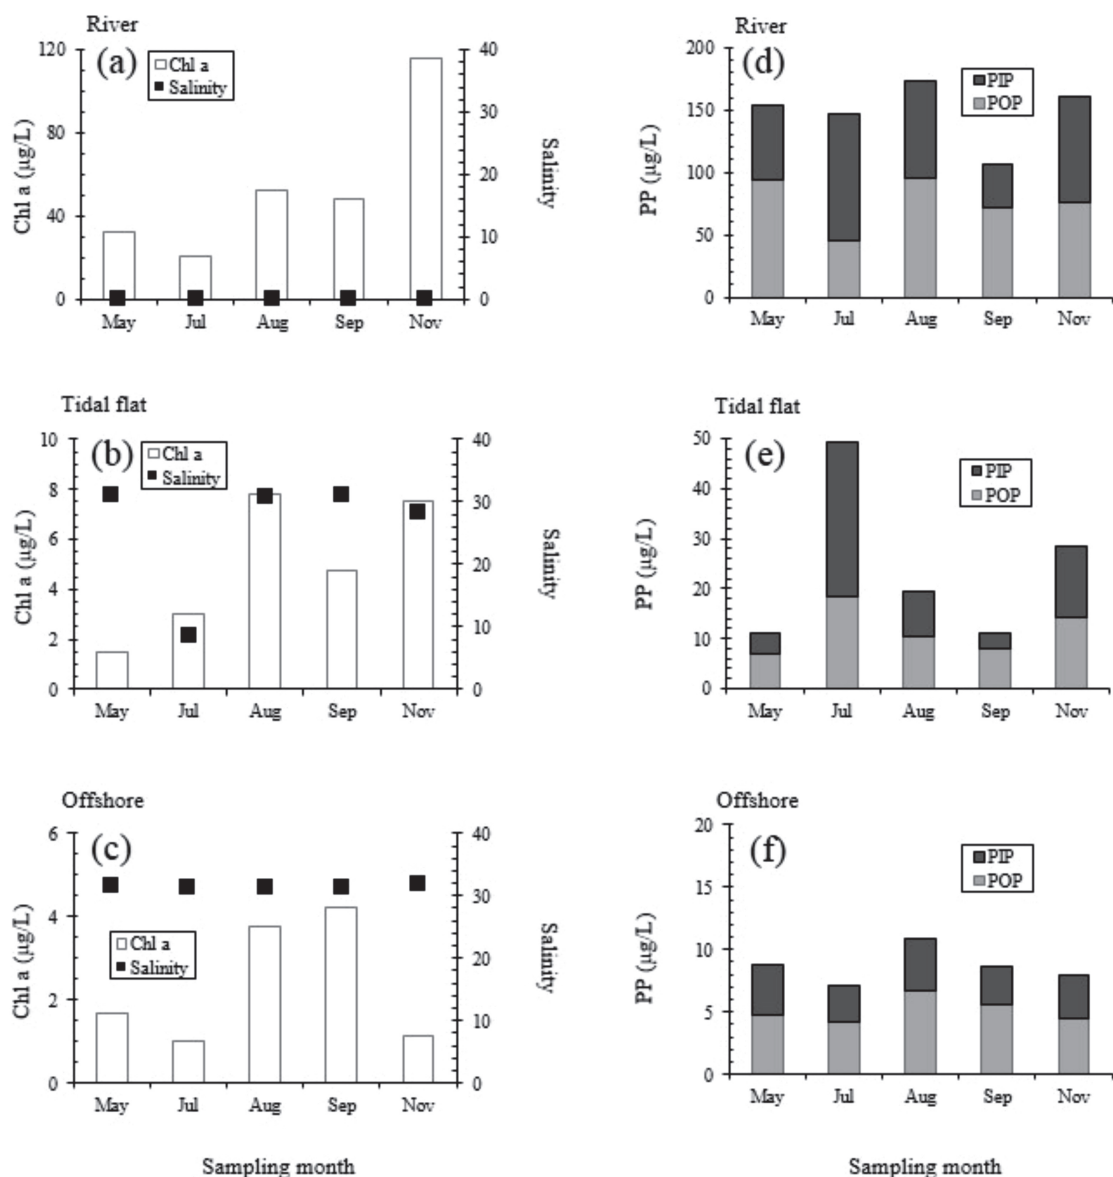 River
(a)
Chl a
Salinity
120
80
40
0
40
30
20
10
0
Chl a (μg/L)
Salinity
May Jul Aug Sep Nov
River
(d)
PIP
POP
200
150
100
50
0
PP (μg/L)
May Jul Aug Sep Nov
Tidal flat
(b)
Chl a
Salinity
10
8
6
4
2
0
40
30
20
10
0
Chl a (μg/L)
Salinity
May Jul Aug Sep Nov
Tidal flat
(e)
PIP
POP
50
40
30
20
10
0
PP (μg/L)
May Jul Aug Sep Nov
Offshore
(c)
Chl a
Salinity
6
4
2
0
40
30
20
10
0
Chl a (μg/L)
Salinity
May Jul Aug Sep Nov
Sampling month
Offshore
(f)
PIP
POP
20
15
10
5
0
PP (μg/L)
May Jul Aug Sep Nov
Sampling month